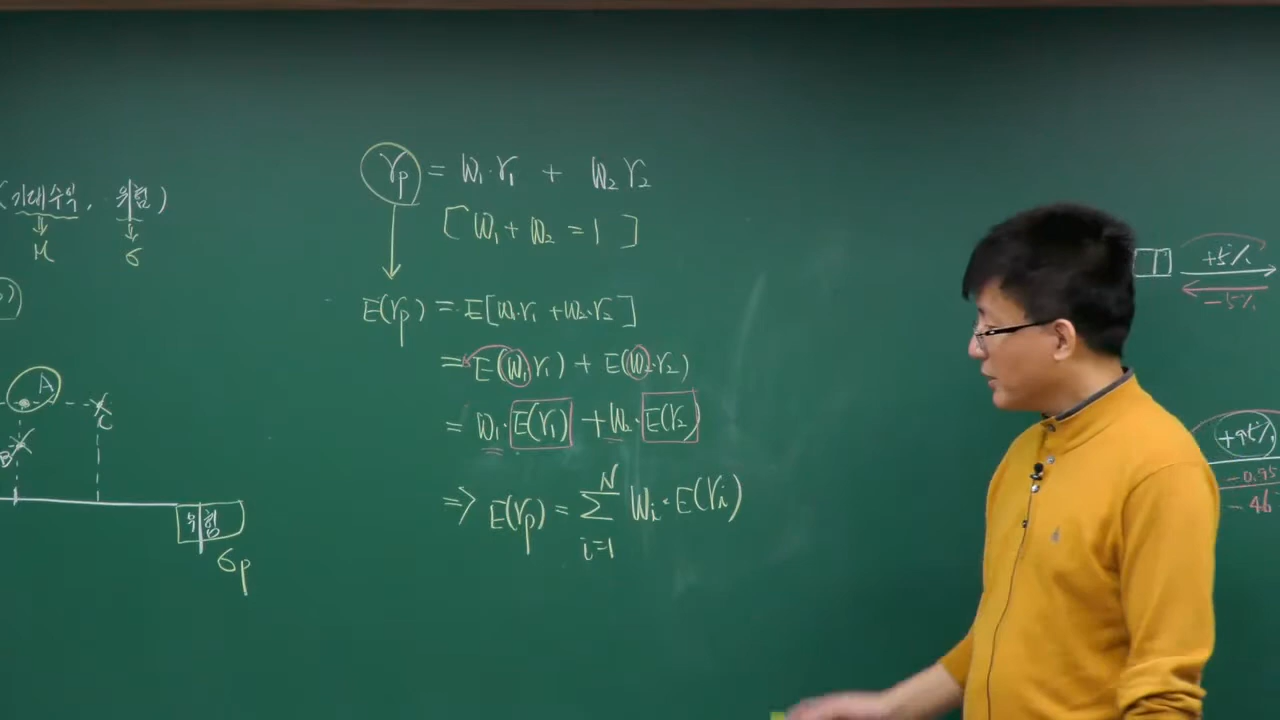 (기대수익, 위험)
⇓ ⇓
μ σ
A
B
C
위험
σp
rp = w1·r1 + w2 r2
[w1 + w2 = 1]
E(rp) = E[w1·r1 + w2·r2]
= E(w1 r1) + E(w2·r2)
= w1·E(r1) + w2·E(r2)
⇒ E(rp) = Σ_{i=1}^{N} wi·E(ri)
+5%
-5%
+95%
-0.95
-46